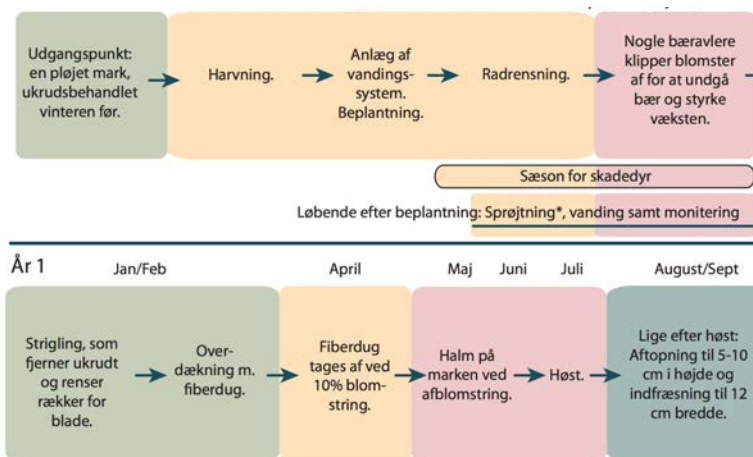 Udgangspunkt:
en pløjet mark,
ukrudsbehandlet
vinteren før.
Harvning.
Anlæg af
vandings-
system.
Beplantning.
Radrensning.
Nogle bæravlere
klipper blomster
af for at undgå
bær og styrke
væksten.
Sæson for skadedyr
Løbende efter beplantning: Sprøjtning*, vanding samt monitering
År 1
Jan/Feb
April
Maj
Juni
Juli
August/Sept
Strigling, som
fjerner ukrudt
og renser
rækker for
blade.
Over-
dækning m.
fiberdug.
Fiberdug
tages af ved
10% blom-
string.
Halm på
marken ved
afblomstring.
Høst.
Lige efter høst:
Aftopning til 5-10
cm i højde og
indfræsning til 12
cm bredde.